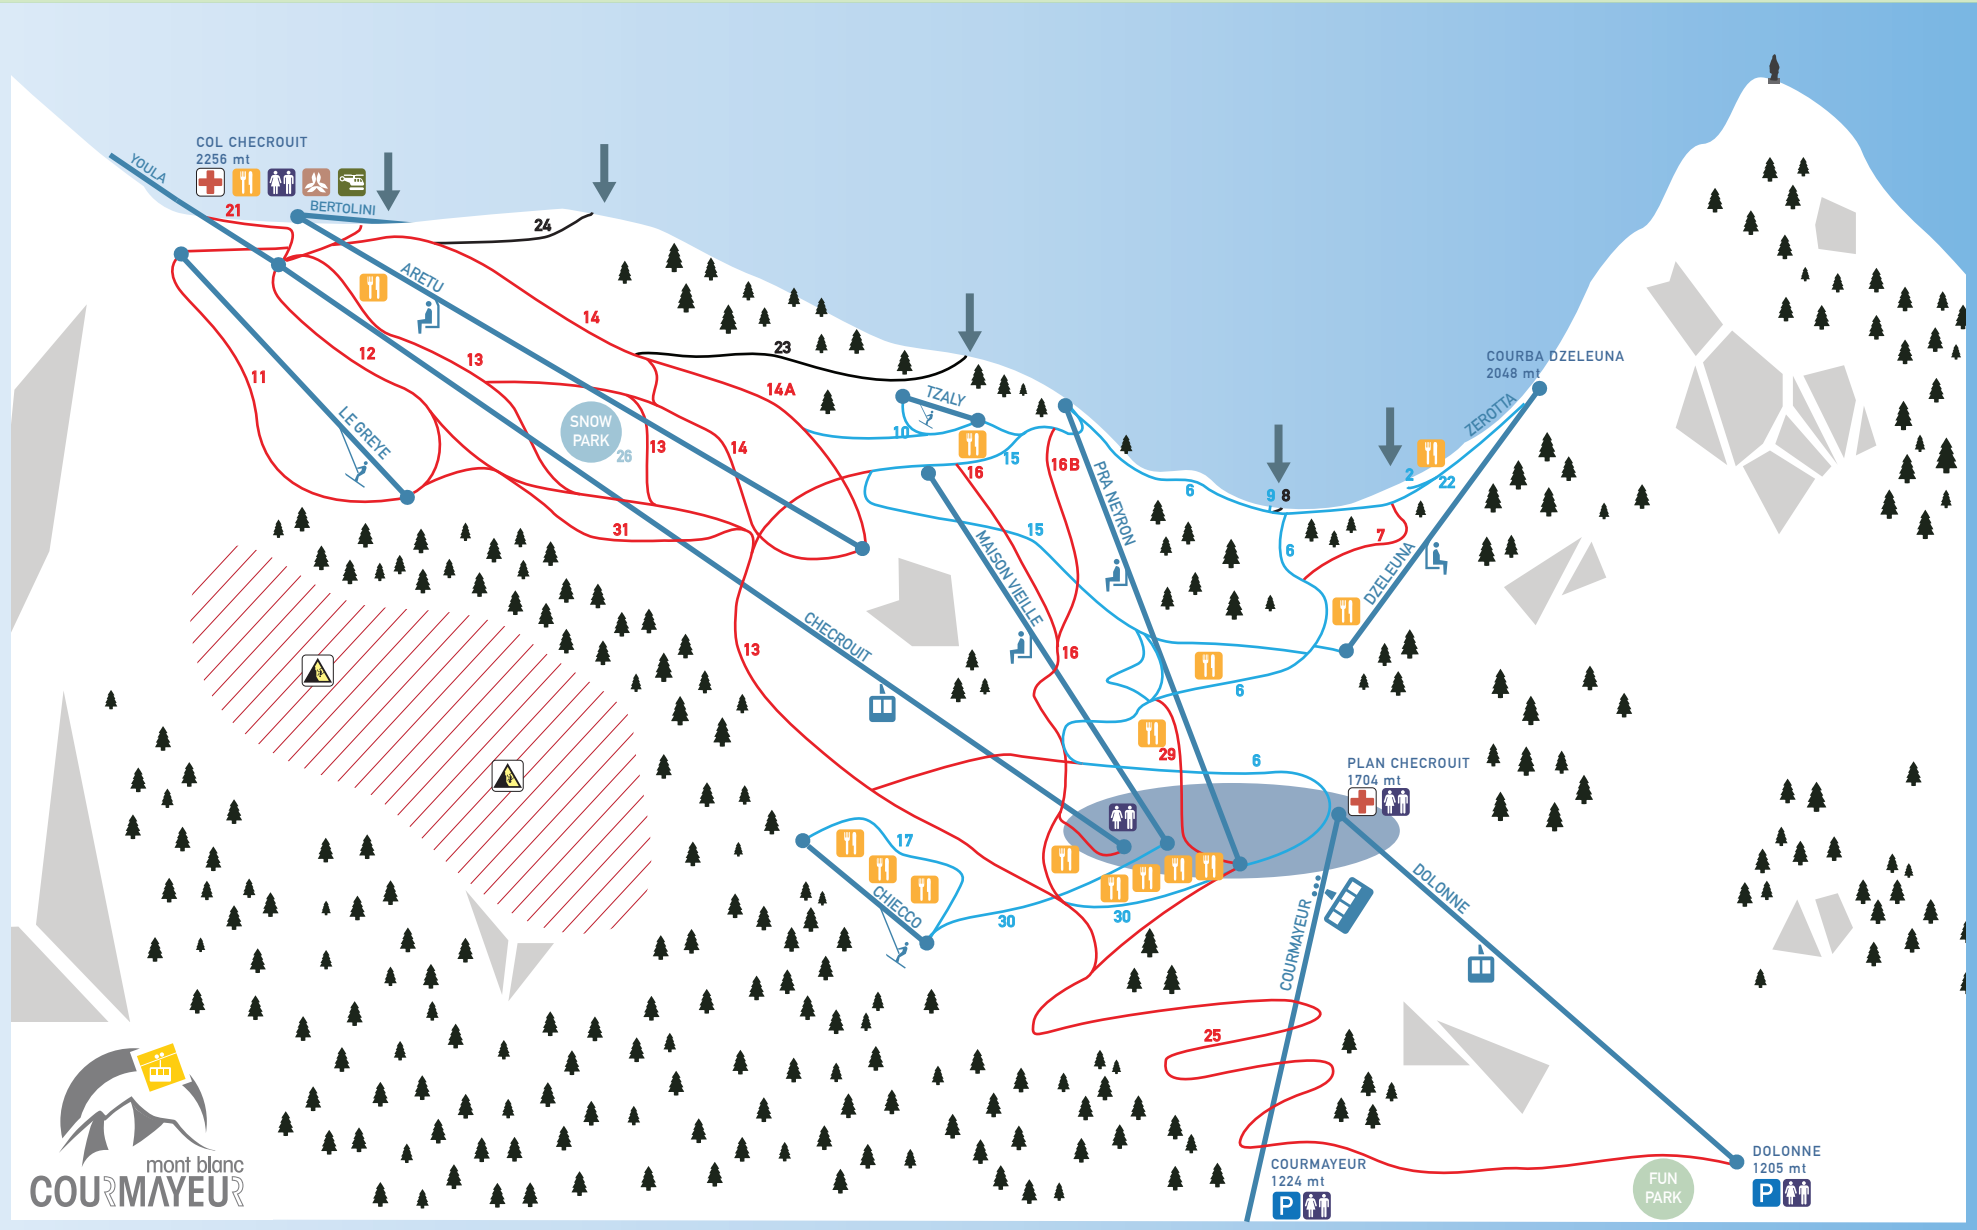 COL CHECROUIT
2256 mt
YOULA
21
BERTOLINI
24
ARETU
14
12
13
23
11
14A
TZALY
COURBA DZELEUNA
2048 mt
ZEROTTA
LE GREYE
SNOW
PARK
26
13
14
10
15
16
16B
PRA NEYRON
6
9
8
2
22
31
15
MAISON VIEILLE
6
7
DZELEUNA
CHECROUIT
13
16
6
29
6
PLAN CHECROUIT
1704 mt
17
CHIECCO
30
30
DOLONNE
COURMAYEUR
25
mont blanc
COURMAYEUR
COURMAYEUR
1224 mt
P
FUN
PARK
DOLONNE
1205 mt
P